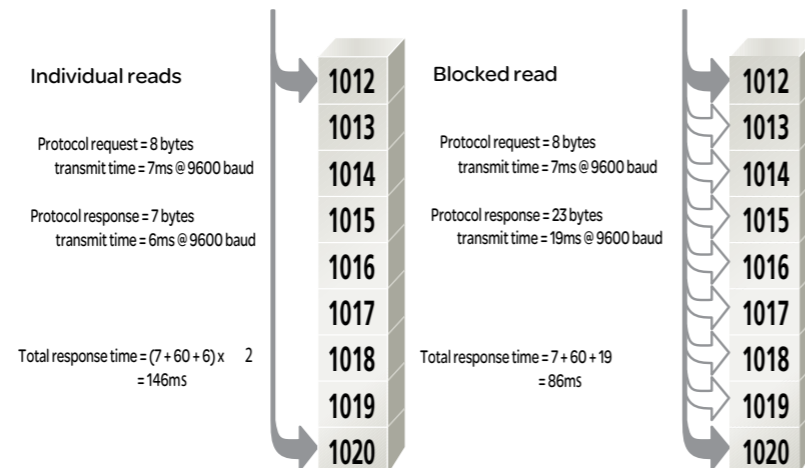 Individual reads
Protocol request = 8 bytes
transmit time = 7ms @ 9600 baud
Protocol response = 7 bytes
transmit time = 6ms @ 9600 baud
Total response time = (7 + 60 + 6) x 2
= 146ms
1012
1013
1014
1015
1016
1017
1018
1019
1020
Blocked read
Protocol request = 8 bytes
transmit time = 7ms @ 9600 baud
Protocol response = 23 bytes
transmit time = 19ms @ 9600 baud
Total response time = 7 + 60 + 19
= 86ms
1012
1013
1014
1015
1016
1017
1018
1019
1020